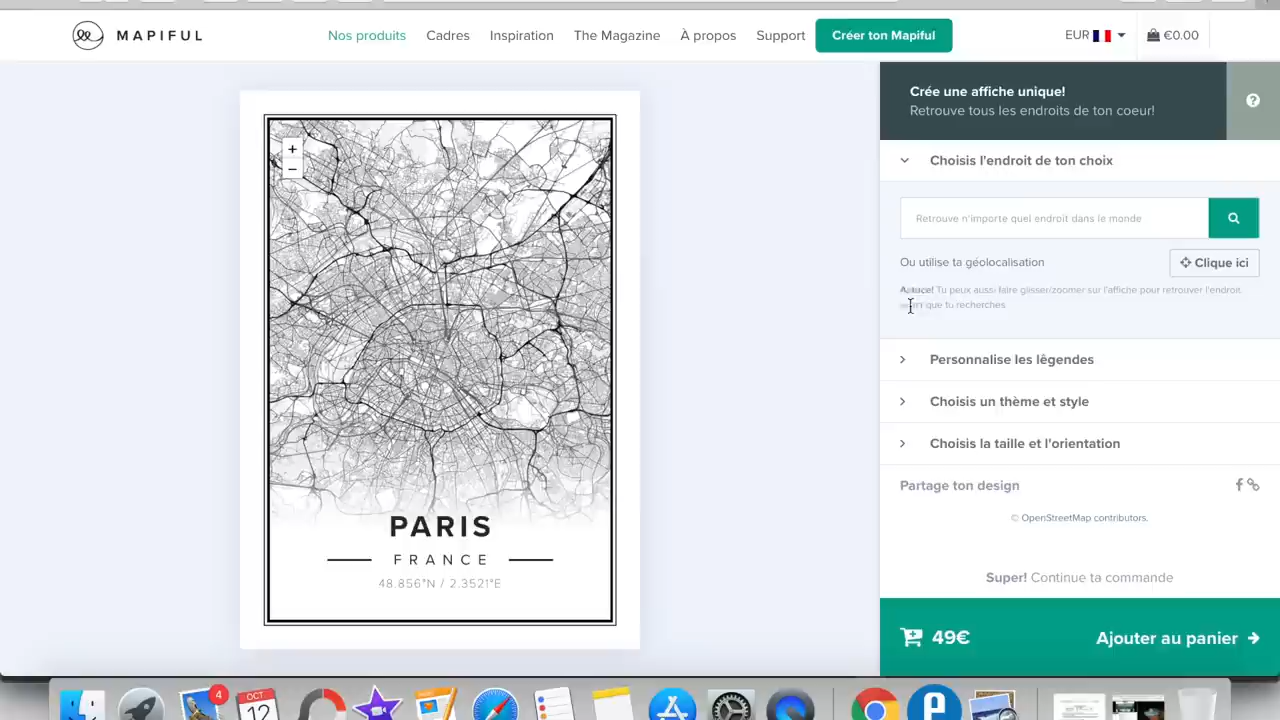 MAPIFUL
Nos produits
Cadres
Inspiration
The Magazine
À propos
Support
Créer ton Mapiful
EUR
€0.00
Crée une affiche unique!
Retrouve tous les endroits de ton coeur!
?
Choisis l'endroit de ton choix
+
−
Retrouve n'importe quel endroit dans le monde
Ou utilise ta géolocalisation
Clique ici
Tu peux aussi faire glisser/zoomer sur l'affiche pour retrouver l'endroit
que tu recherches
Personnalise les légendes
Choisis un thème et style
Choisis la taille et l'orientation
Partage ton design
© OpenStreetMap contributors.
PARIS
FRANCE
48.856°N / 2.3521°E
Super! Continue ta commande
49€
Ajouter au panier
4
OCT
12